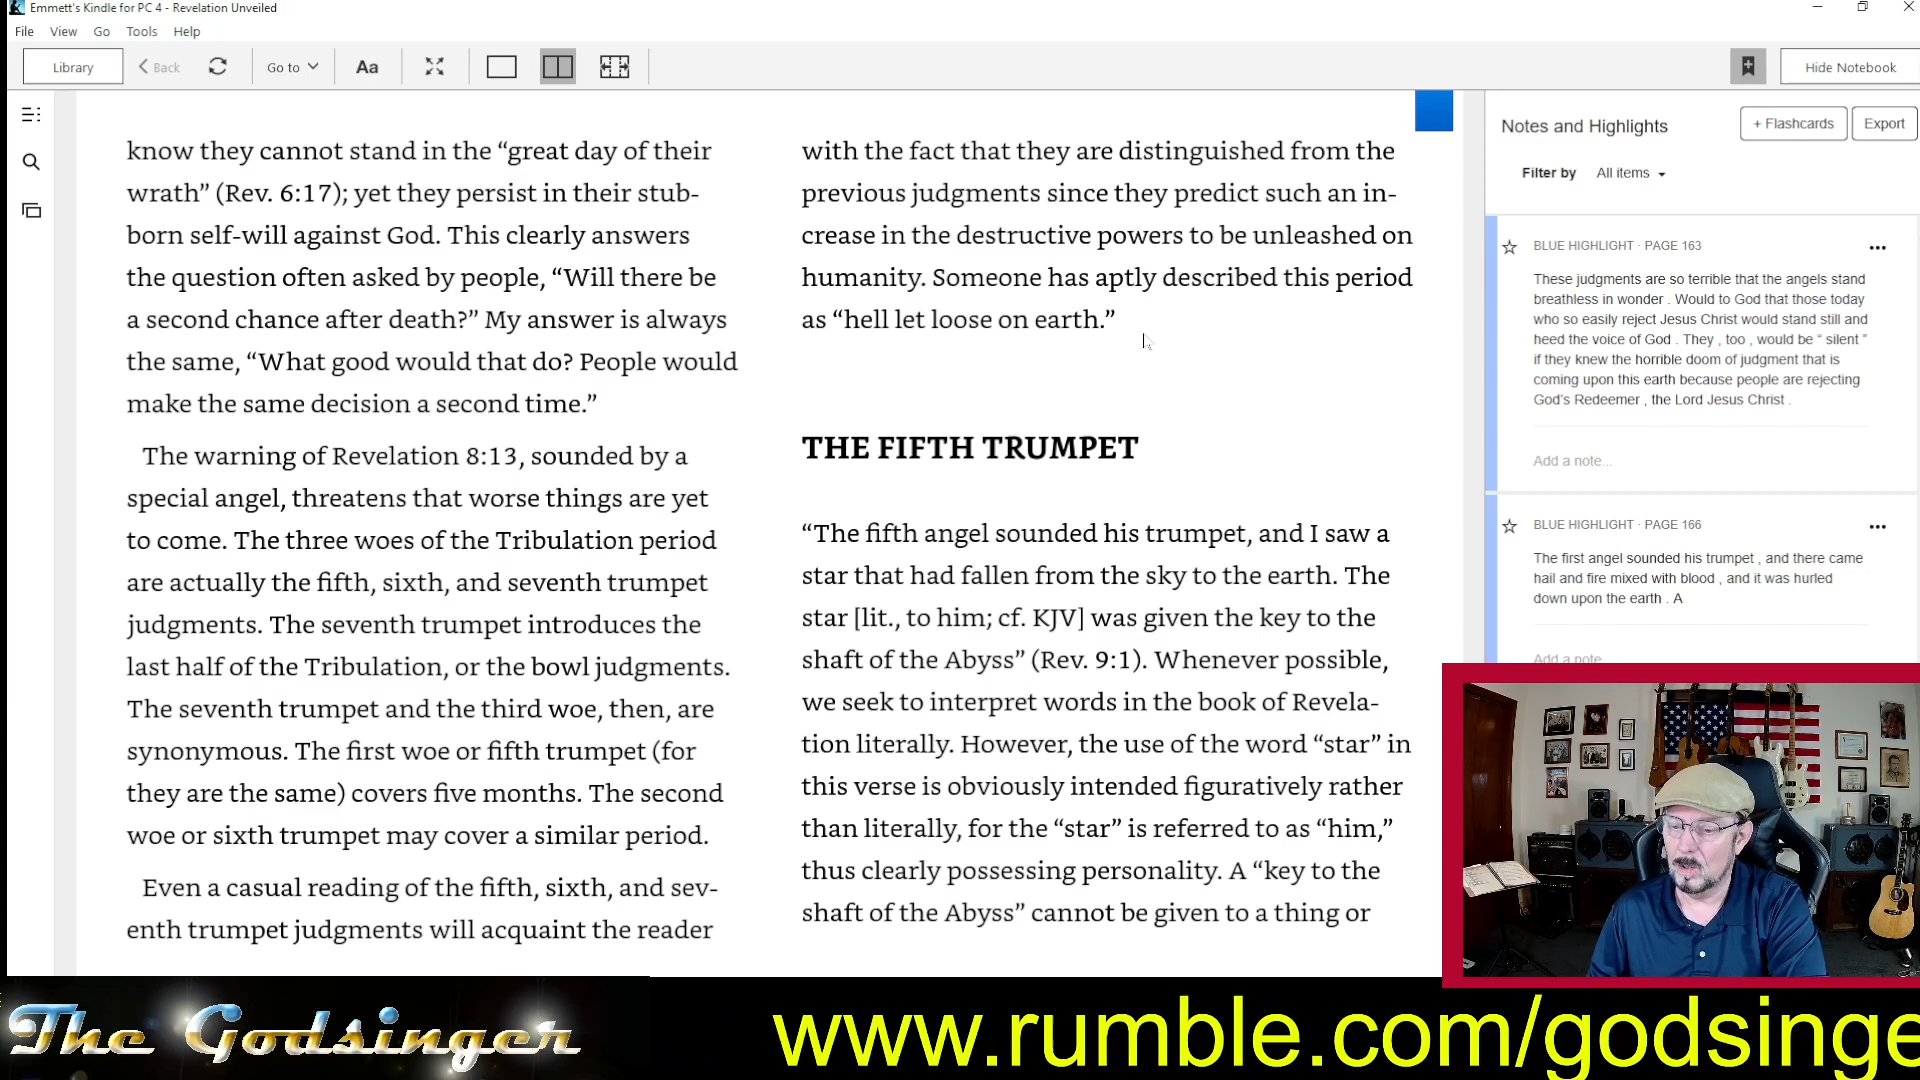 Emmett's Kindle for PC 4 - Revelation Unveiled
File View Go Tools Help
Library Back Go to Aa Hide Notebook
know they cannot stand in the “great day of their
wrath” (Rev. 6:17); yet they persist in their stub-
born self-will against God. This clearly answers
the question often asked by people, “Will there be
a second chance after death?” My answer is always
the same, “What good would that do? People would
make the same decision a second time.”
The warning of Revelation 8:13, sounded by a
special angel, threatens that worse things are yet
to come. The three woes of the Tribulation period
are actually the fifth, sixth, and seventh trumpet
judgments. The seventh trumpet introduces the
last half of the Tribulation, or the bowl judgments.
The seventh trumpet and the third woe, then, are
synonymous. The first woe or fifth trumpet (for
they are the same) covers five months. The second
woe or sixth trumpet may cover a similar period.
Even a casual reading of the fifth, sixth, and sev-
enth trumpet judgments will acquaint the reader
with the fact that they are distinguished from the
previous judgments since they predict such an in-
crease in the destructive powers to be unleashed on
humanity. Someone has aptly described this period
as “hell let loose on earth.”
THE FIFTH TRUMPET
“The fifth angel sounded his trumpet, and I saw a
star that had fallen from the sky to the earth. The
star [lit., to him; cf. KJV] was given the key to the
shaft of the Abyss” (Rev. 9:1). Whenever possible,
we seek to interpret words in the book of Revela-
tion literally. However, the use of the word “star” in
this verse is obviously intended figuratively rather
than literally, for the “star” is referred to as “him,”
thus clearly possessing personality. A “key to the
shaft of the Abyss” cannot be given to a thing or
Notes and Highlights + Flashcards Export
Filter by All items
BLUE HIGHLIGHT · PAGE 163
These judgments are so terrible that the angels stand
breathless in wonder . Would to God that those today
who so easily reject Jesus Christ would stand still and
heed the voice of God . They , too , would be “ silent ”
if they knew the horrible doom of judgment that is
coming upon this earth because people are rejecting
God’s Redeemer , the Lord Jesus Christ .
Add a note...
BLUE HIGHLIGHT · PAGE 166
The first angel sounded his trumpet , and there came
hail and fire mixed with blood , and it was hurled
down upon the earth . A
Add a note
The Godsinger
www.rumble.com/godsinge